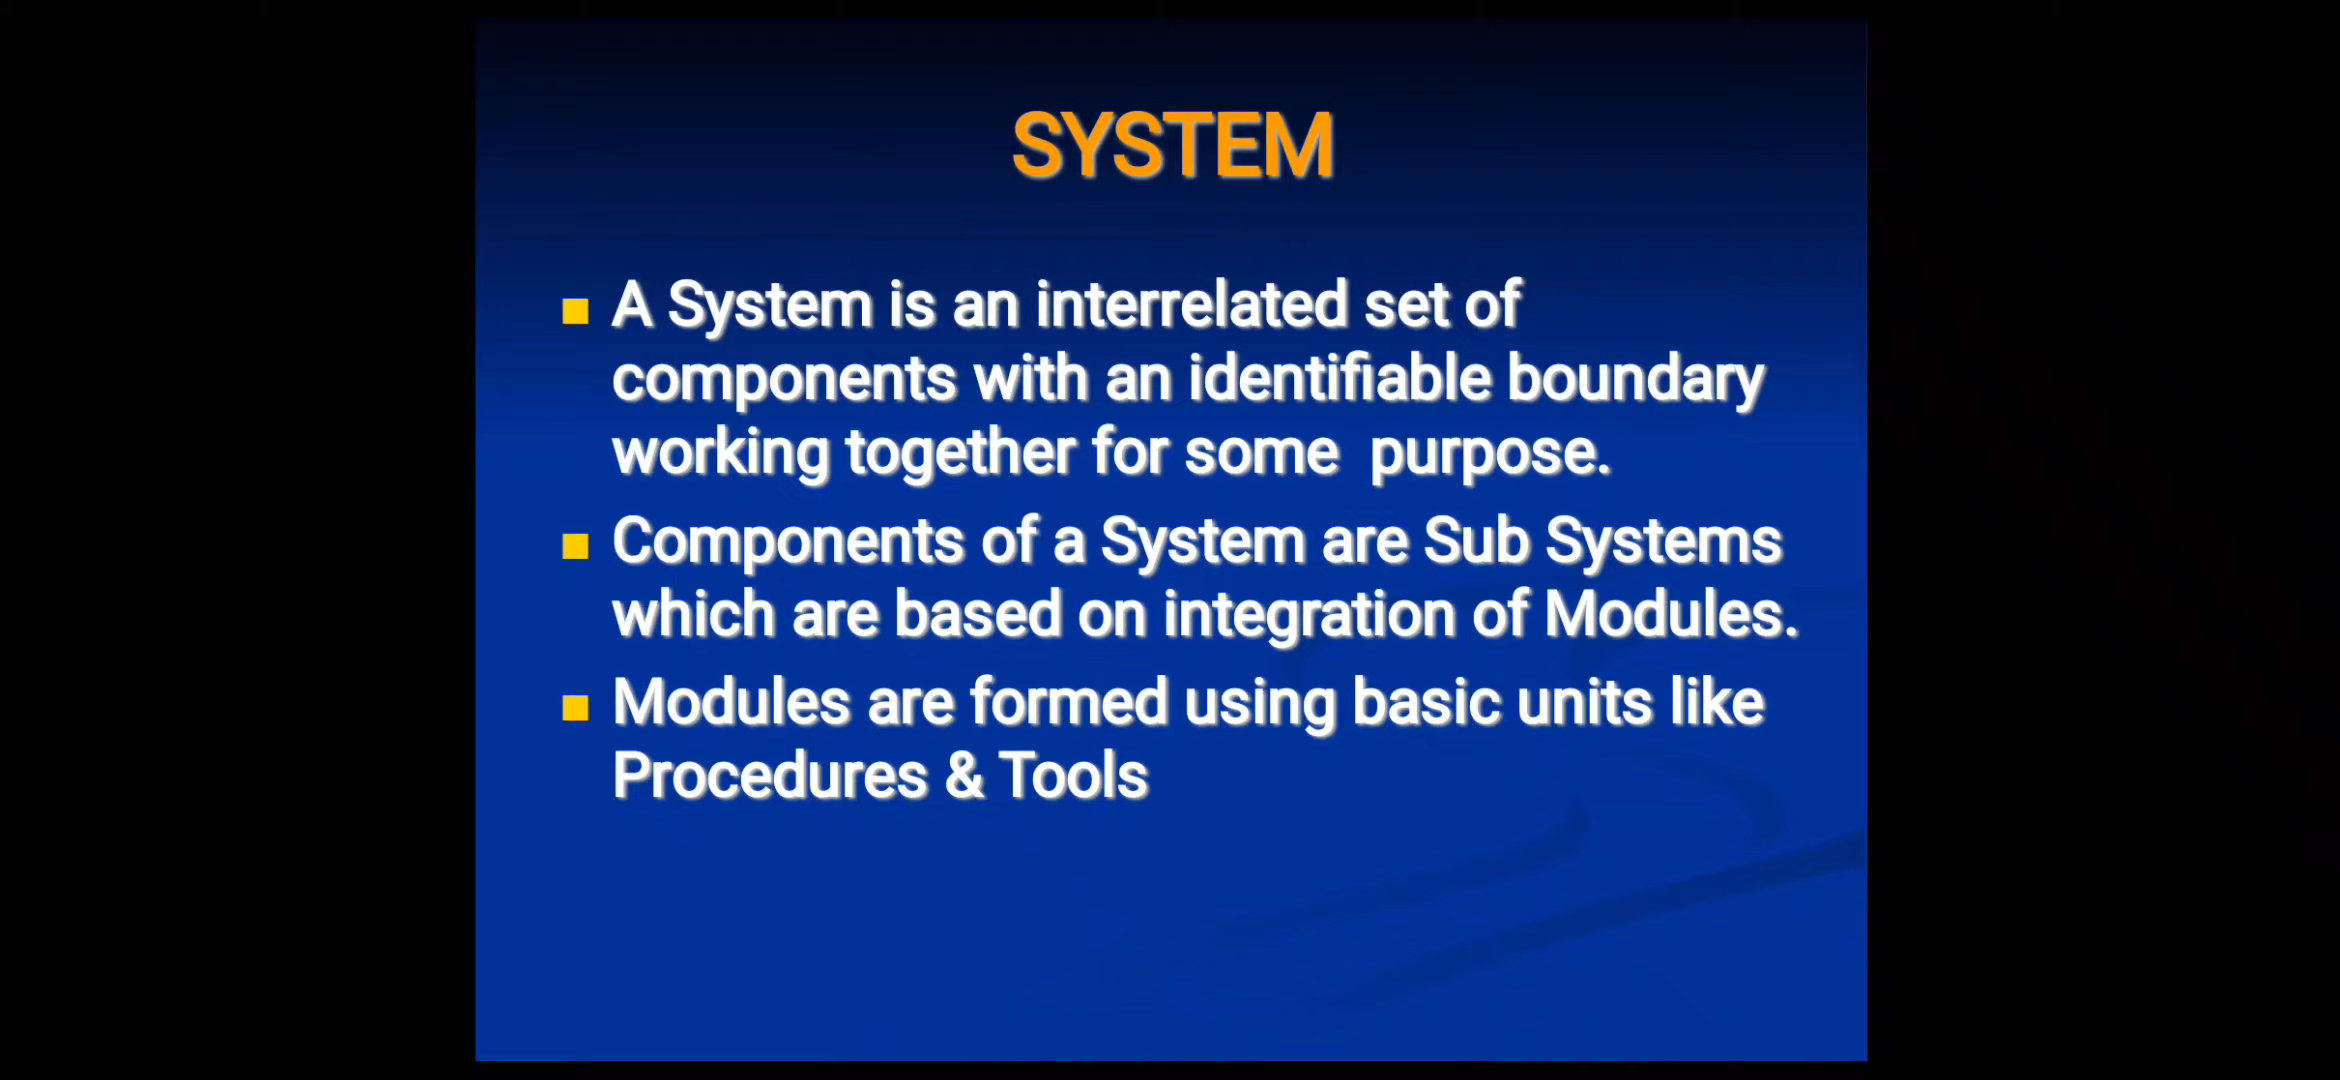 SYSTEM
A System is an interrelated set of
components with an identifiable boundary
working together for some  purpose.
Components of a System are Sub Systems
which are based on integration of Modules.
Modules are formed using basic units like
Procedures & Tools